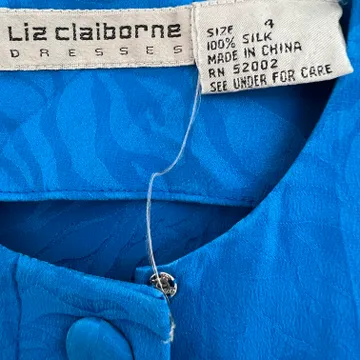 Liz claiborne
DRESSES
SIZE 4
100% SILK
MADE IN CHINA
RN 52002
SEE UNDER FOR CARE